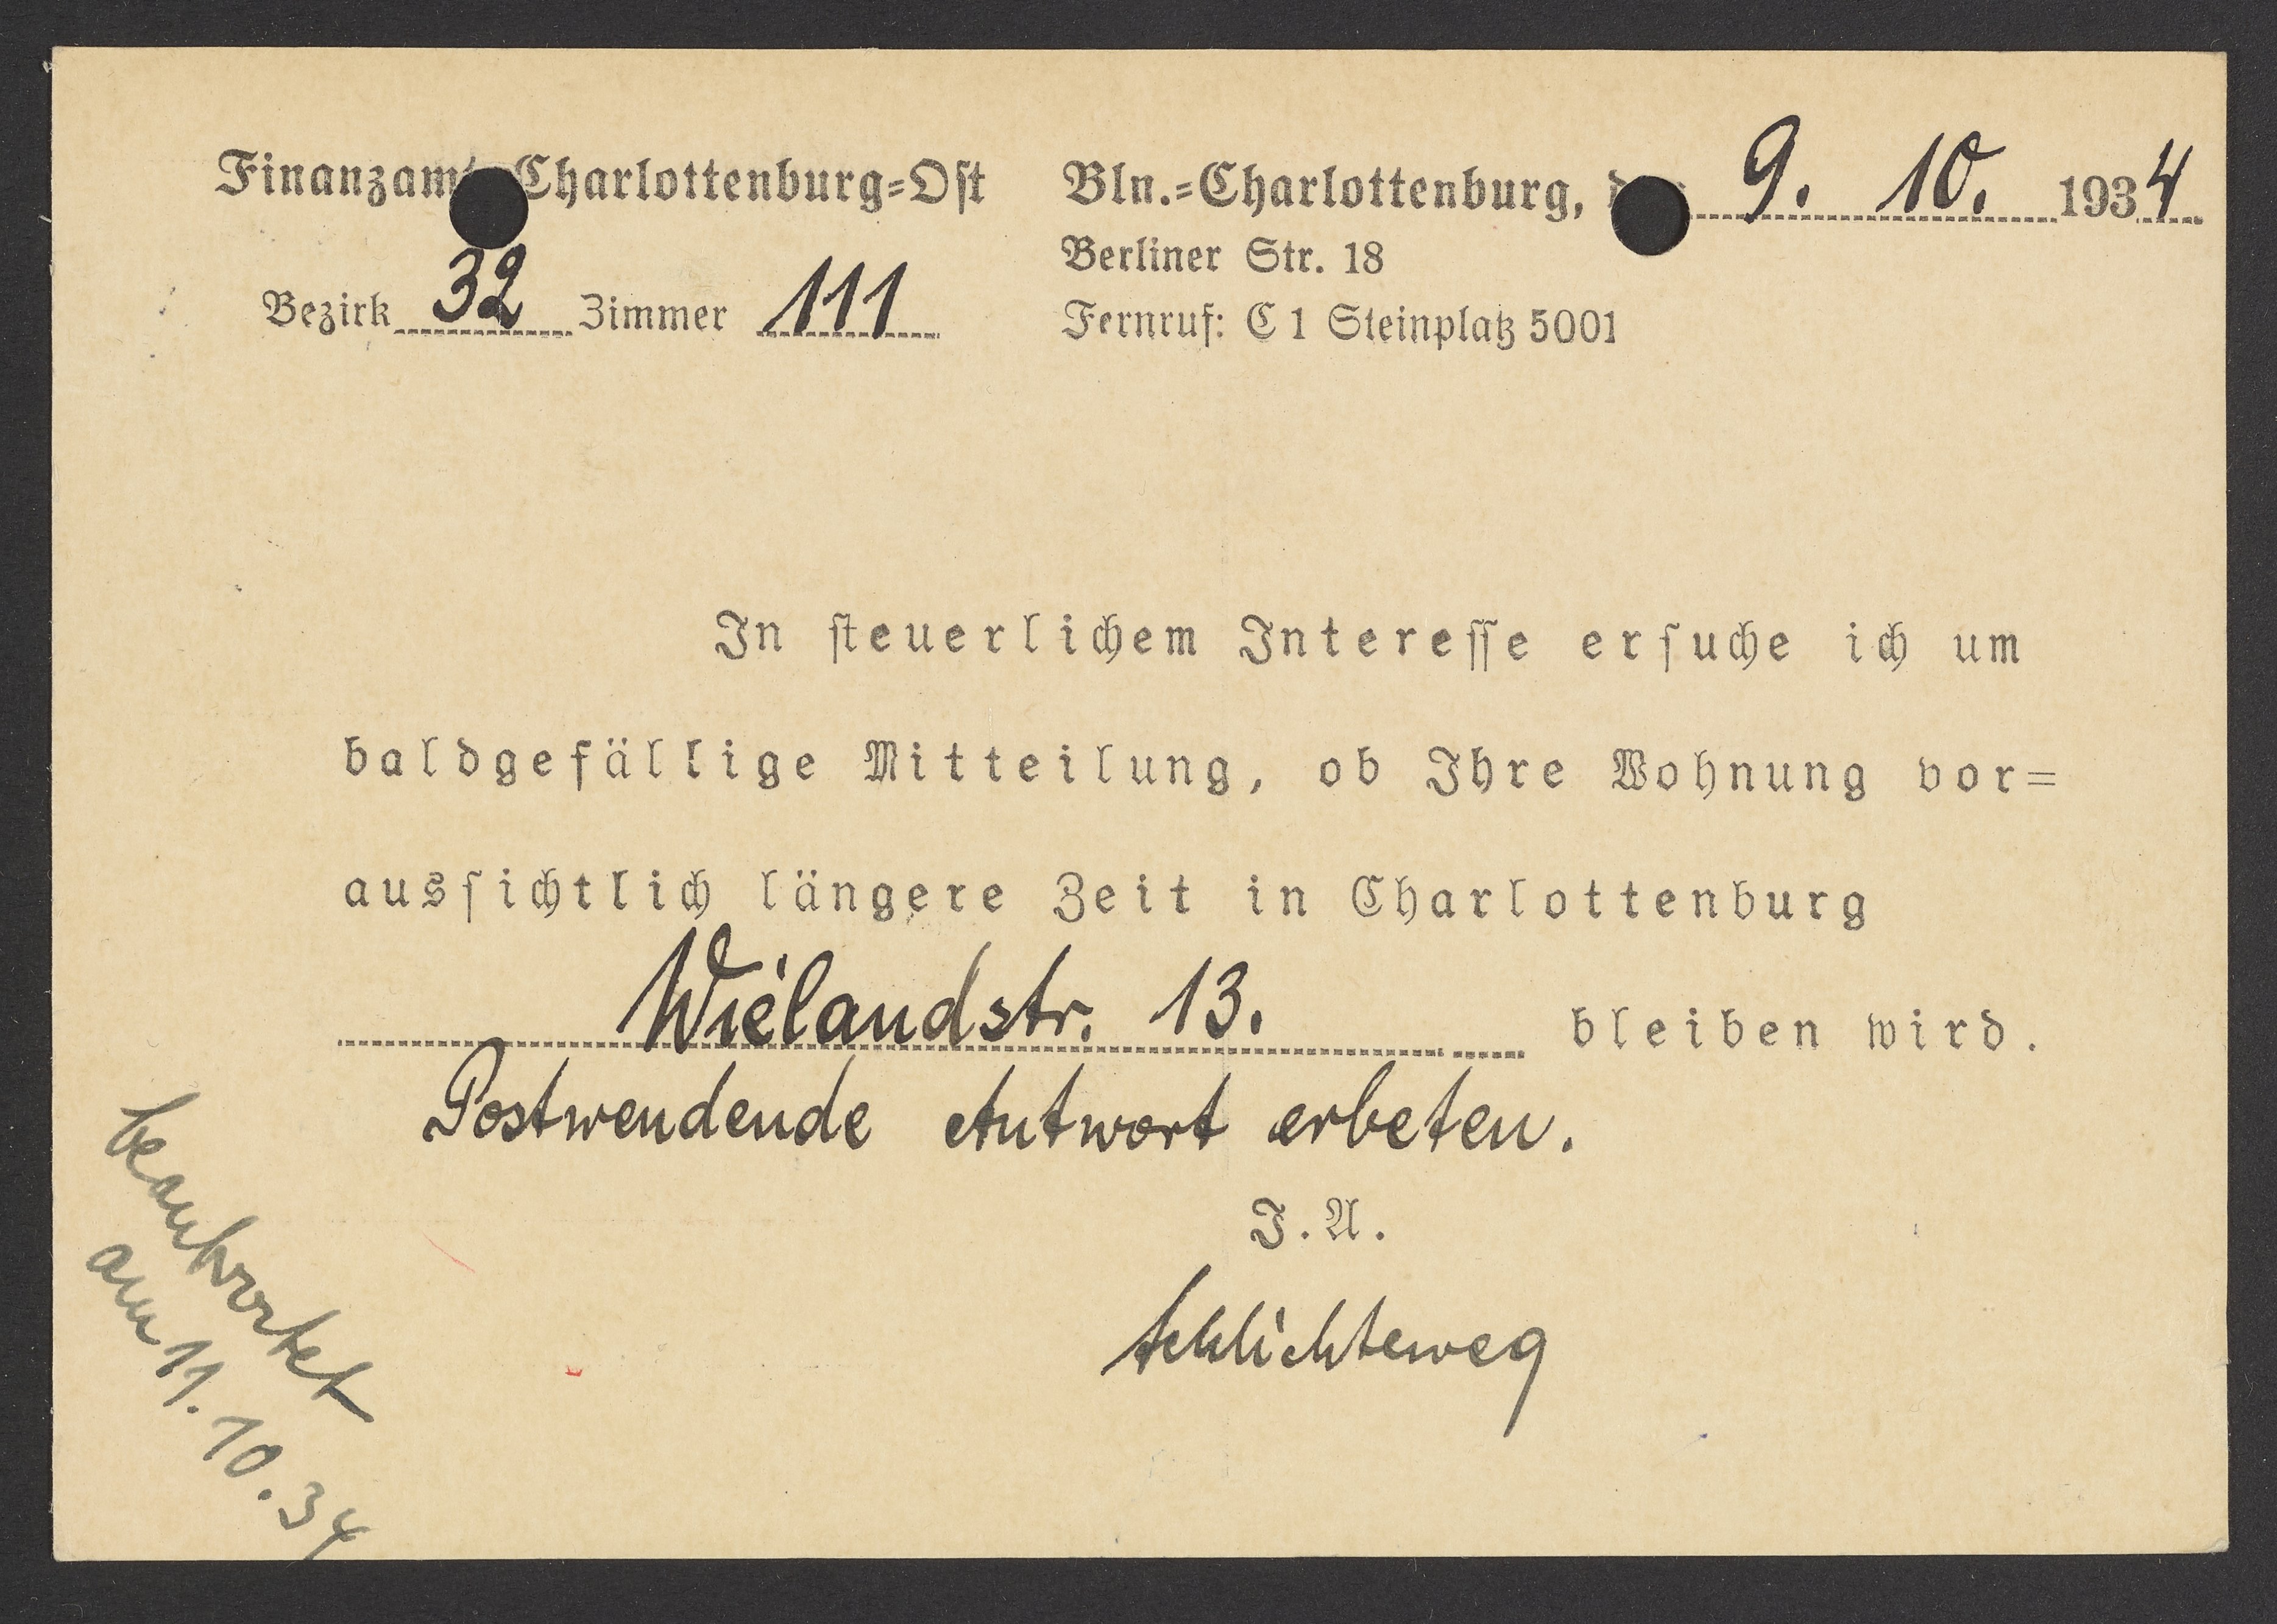 Finanzamt Charlottenburg=Ost
Bezirk 32 Zimmer 111
Bln.=Charlottenburg, 9. 10. 1934
Berliner Str. 18
Fernruf: C 1 Steinplatz 5001
In steuerlichem Interesse ersuche ich um
baldgefällige Mitteilung, ob Ihre Wohnung vor=
aussichtlich längere Zeit in Charlottenburg
Wielandstr. 13. bleiben wird.
Postwendende Antwort erbeten.
I.A.
Schlichteweg
beantwortet
am 11.10.34